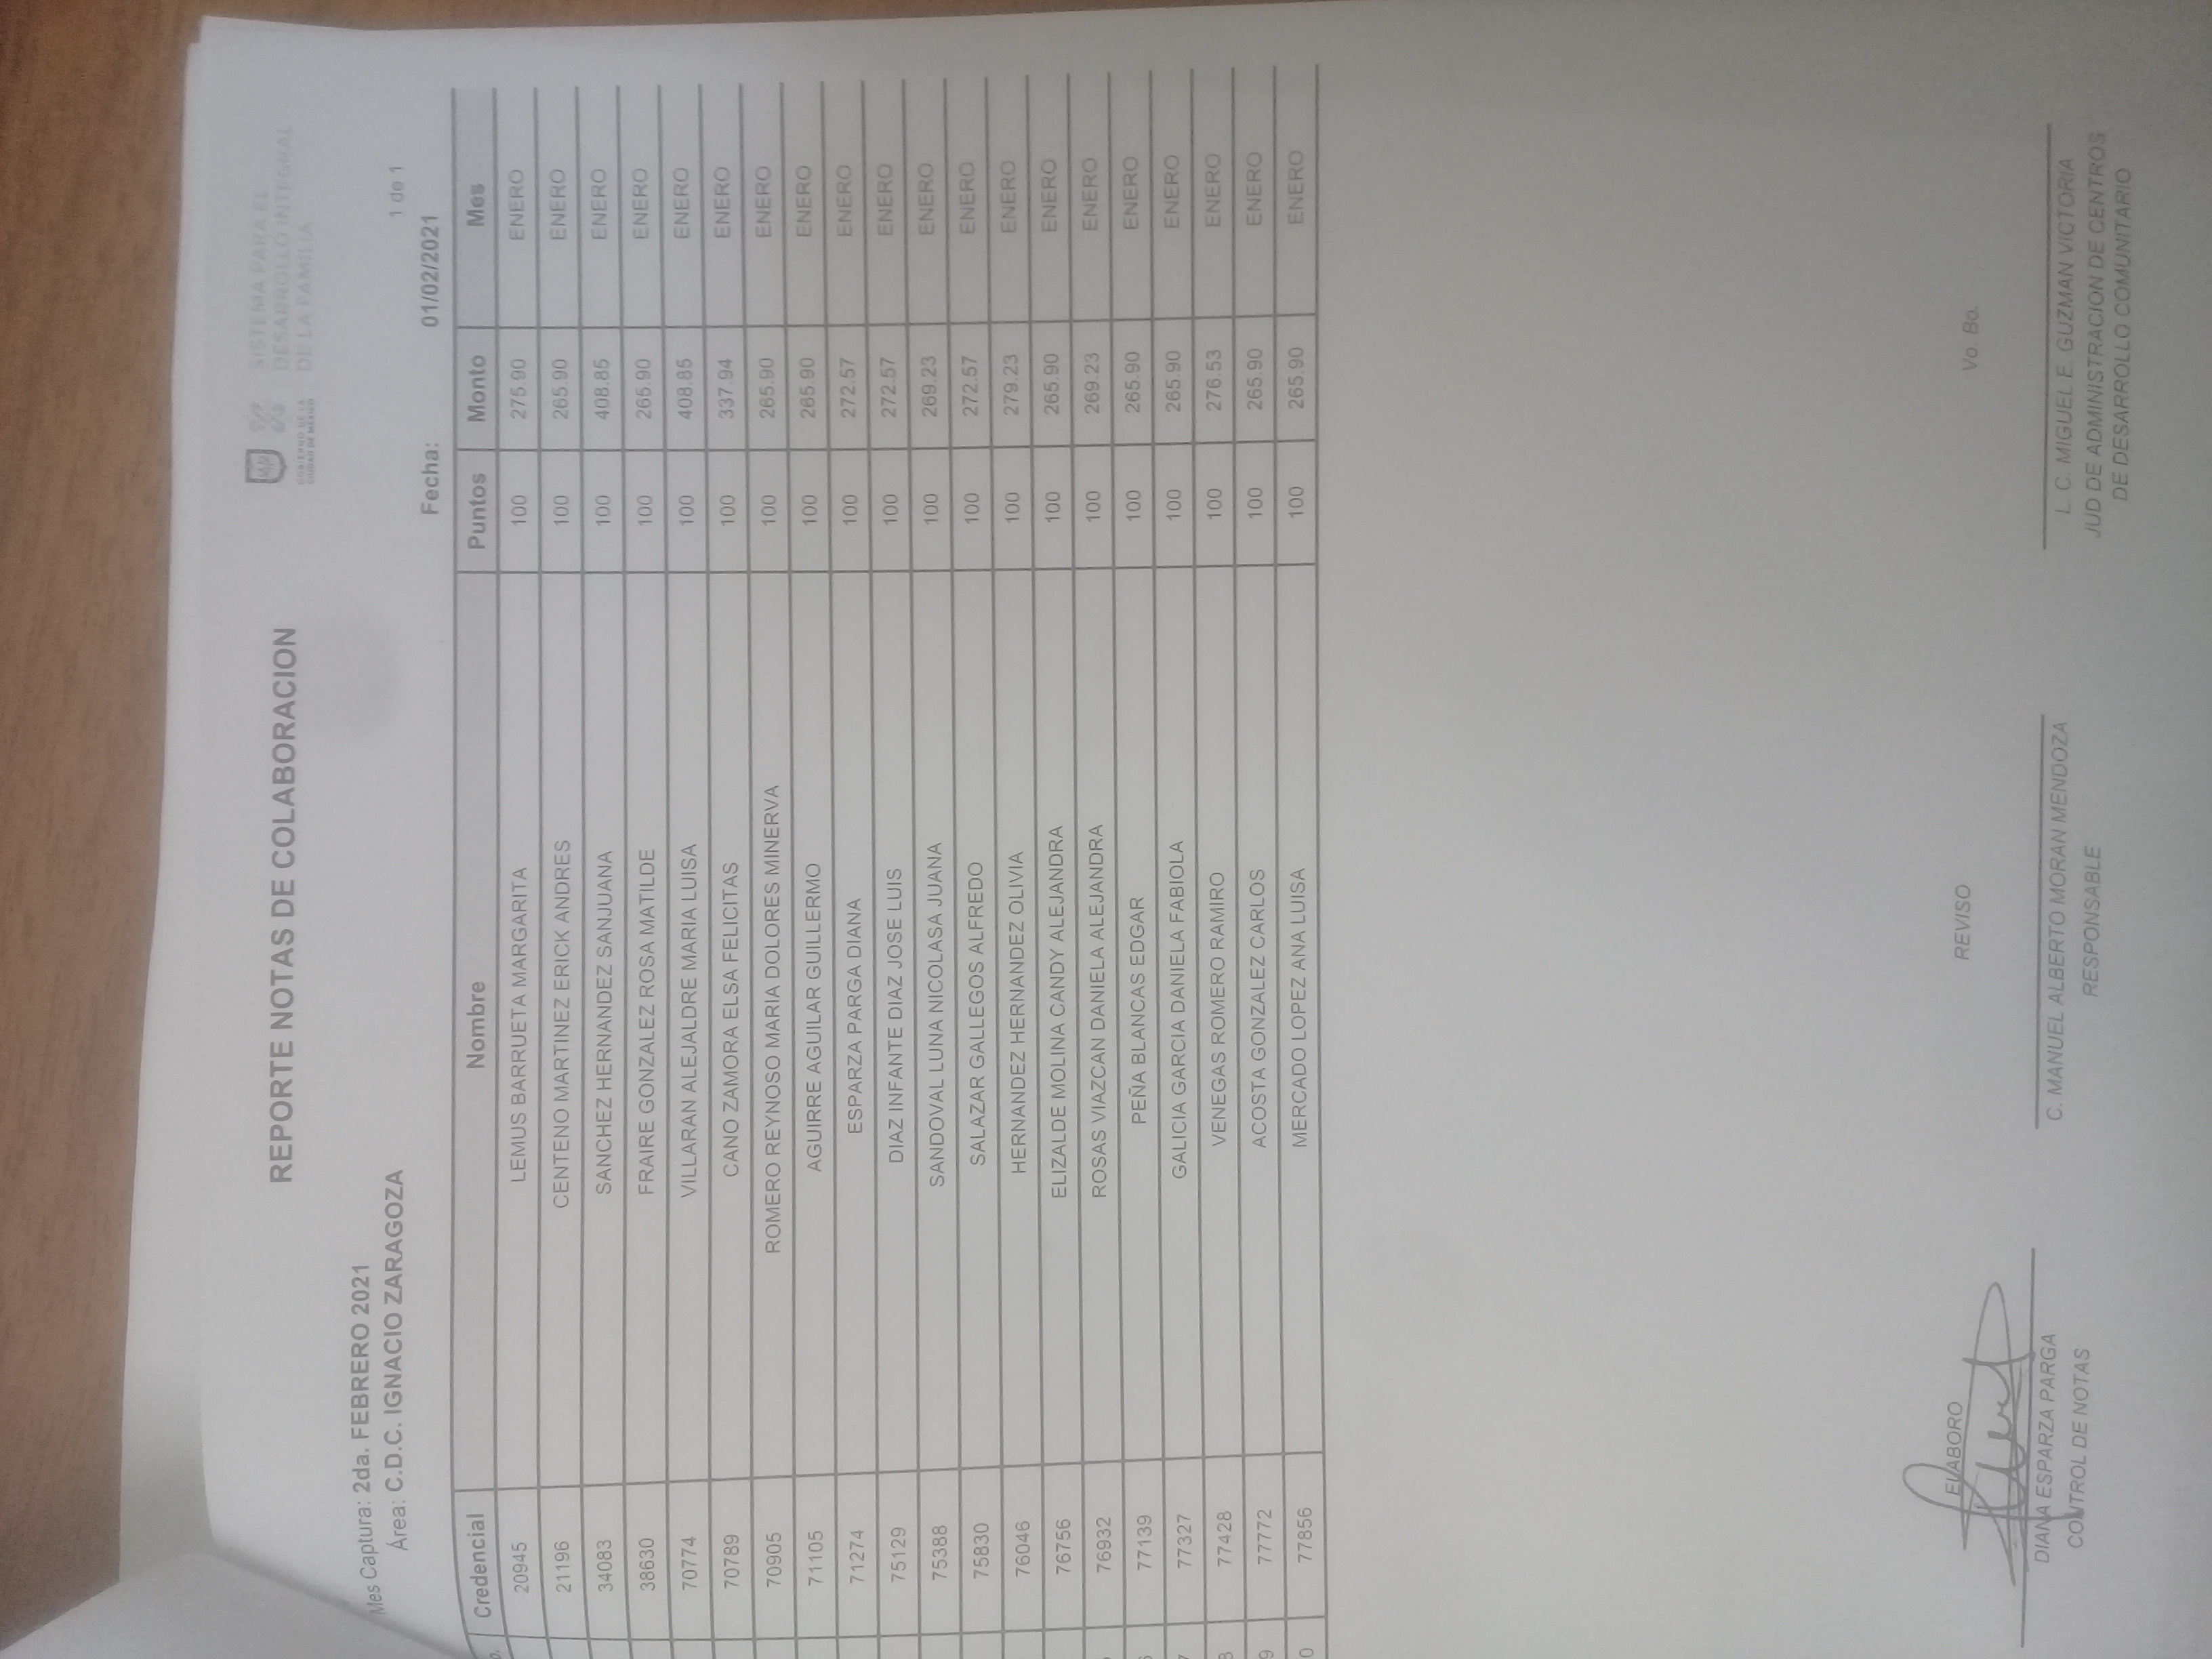 REPORTE NOTAS DE COLABORACION
GOBIERNO DE LA
CIUDAD DE MÉXICO
SISTEMA PARA EL
DESARROLLO INTEGRAL
DE LA FAMILIA
Mes Captura: 2da. FEBRERO 2021
Área: C.D.C. IGNACIO ZARAGOZA
1 de 1
Fecha: 01/02/2021
o. Credencial Nombre Puntos Monto Mes
20945 LEMUS BARRUETA MARGARITA 100 275.90 ENERO
21196 CENTENO MARTINEZ ERICK ANDRES 100 265.90 ENERO
34083 SANCHEZ HERNANDEZ SANJUANA 100 408.85 ENERO
38630 FRAIRE GONZALEZ ROSA MATILDE 100 265.90 ENERO
70774 VILLARAN ALEJALDRE MARIA LUISA 100 408.85 ENERO
70789 CANO ZAMORA ELSA FELICITAS 100 337.94 ENERO
70905 ROMERO REYNOSO MARIA DOLORES MINERVA 100 265.90 ENERO
71105 AGUIRRE AGUILAR GUILLERMO 100 265.90 ENERO
71274 ESPARZA PARGA DIANA 100 272.57 ENERO
75129 DIAZ INFANTE DIAZ JOSE LUIS 100 272.57 ENERO
75388 SANDOVAL LUNA NICOLASA JUANA 100 269.23 ENERO
75830 SALAZAR GALLEGOS ALFREDO 100 272.57 ENERO
76046 HERNANDEZ HERNANDEZ OLIVIA 100 279.23 ENERO
76756 ELIZALDE MOLINA CANDY ALEJANDRA 100 265.90 ENERO
76932 ROSAS VIAZCAN DANIELA ALEJANDRA 100 269.23 ENERO
6 77139 PEÑA BLANCAS EDGAR 100 265.90 ENERO
7 77327 GALICIA GARCIA DANIELA FABIOLA 100 265.90 ENERO
8 77428 VENEGAS ROMERO RAMIRO 100 276.53 ENERO
9 77772 ACOSTA GONZALEZ CARLOS 100 265.90 ENERO
0 77856 MERCADO LOPEZ ANA LUISA 100 265.90 ENERO
ELABORO
DIANA ESPARZA PARGA
CONTROL DE NOTAS
REVISO
C. MANUEL ALBERTO MORAN MENDOZA
RESPONSABLE
Vo. Bo.
L. C. MIGUEL E. GUZMAN VICTORIA
JUD DE ADMINISTRACION DE CENTROS
DE DESARROLLO COMUNITARIO